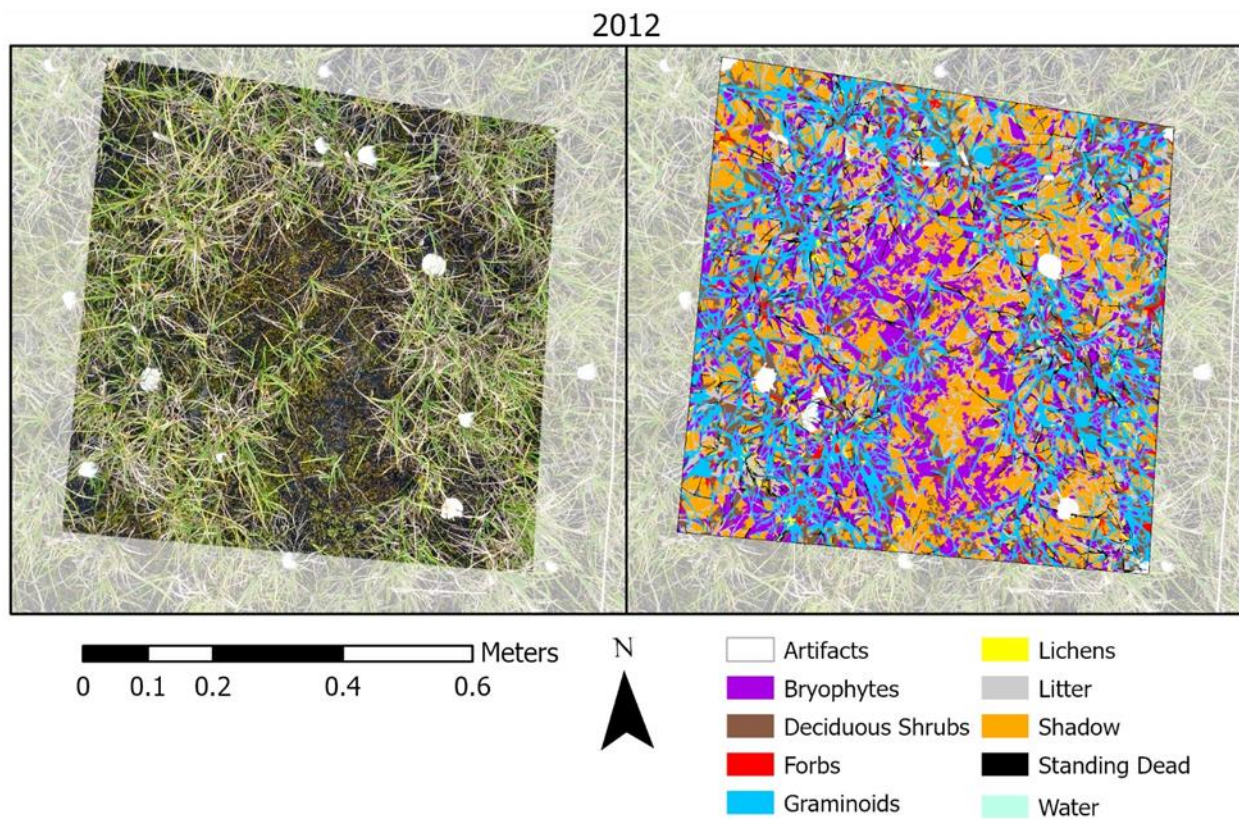 2012
Meters
0 0.1 0.2 0.4 0.6
N
Artifacts
Bryophytes
Deciduous Shrubs
Forbs
Graminoids
Lichens
Litter
Shadow
Standing Dead
Water